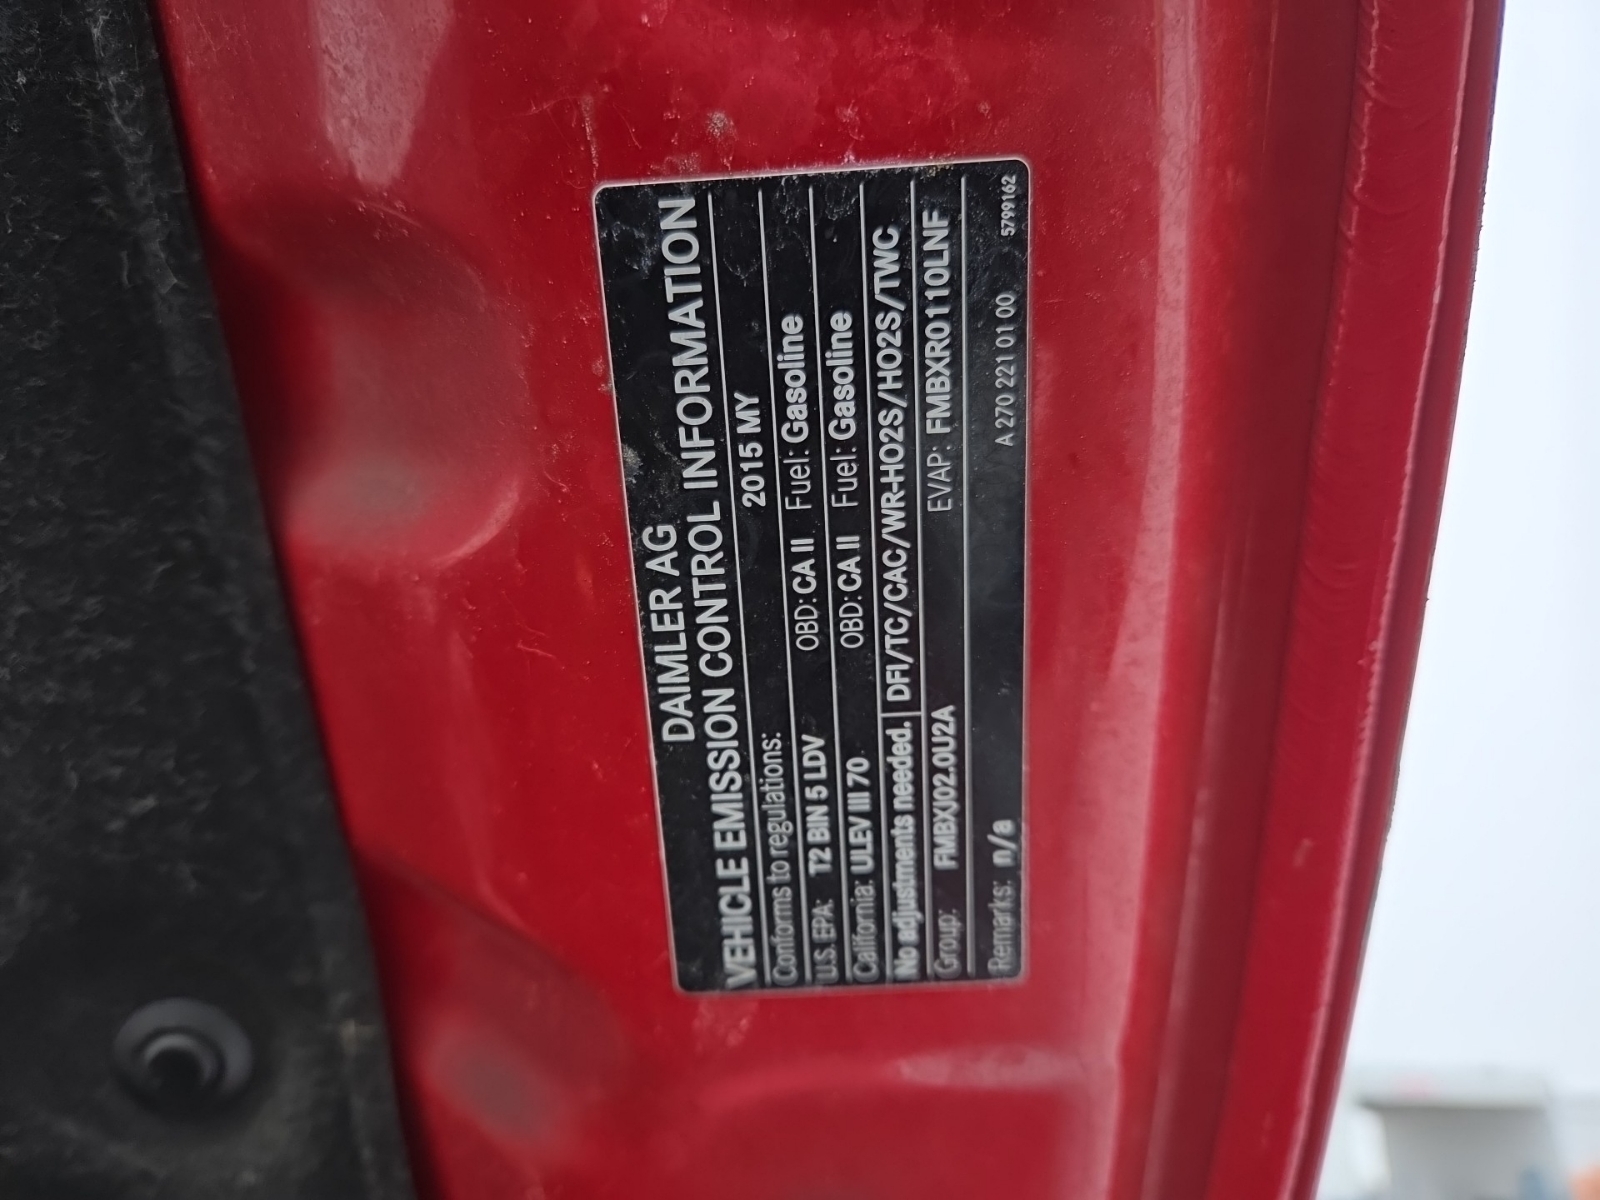 DAIMLER AG
VEHICLE EMISSION CONTROL INFORMATION
Conforms to regulations: 2015 MY
U.S. EPA: T2 BIN 5 LDV OBD: CA II Fuel: Gasoline
California: ULEV III 70 OBD: CA II Fuel: Gasoline
No adjustments needed. DFI/TC/CAC/WR-HO2S/HO2S/TWC
Group: FMBXJ02.0U2A EVAP: FMBXR0110LNF
Remarks: n/a A 270 221 01 00 5799162